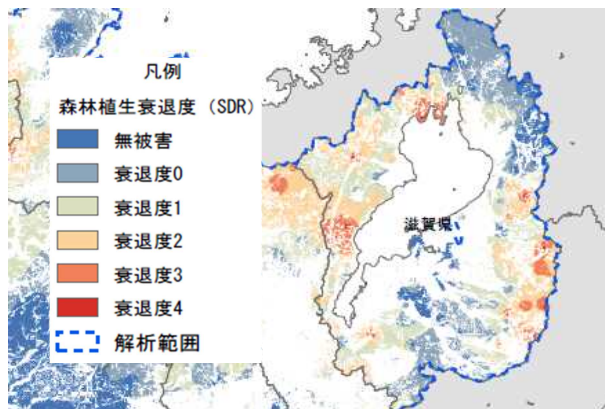 凡例
森林植生衰退度（SDR）
無被害
衰退度0
衰退度1
衰退度2
衰退度3
衰退度4
解析範囲
滋賀県